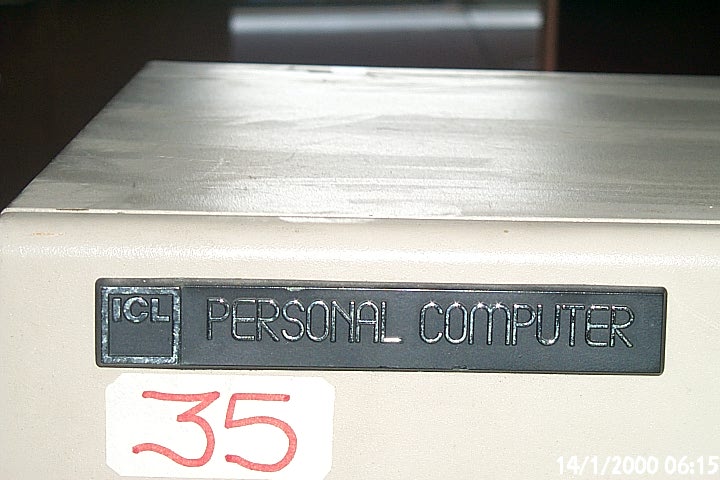 ICL PERSONAL COMPUTER
35
14/1/2000 06:15